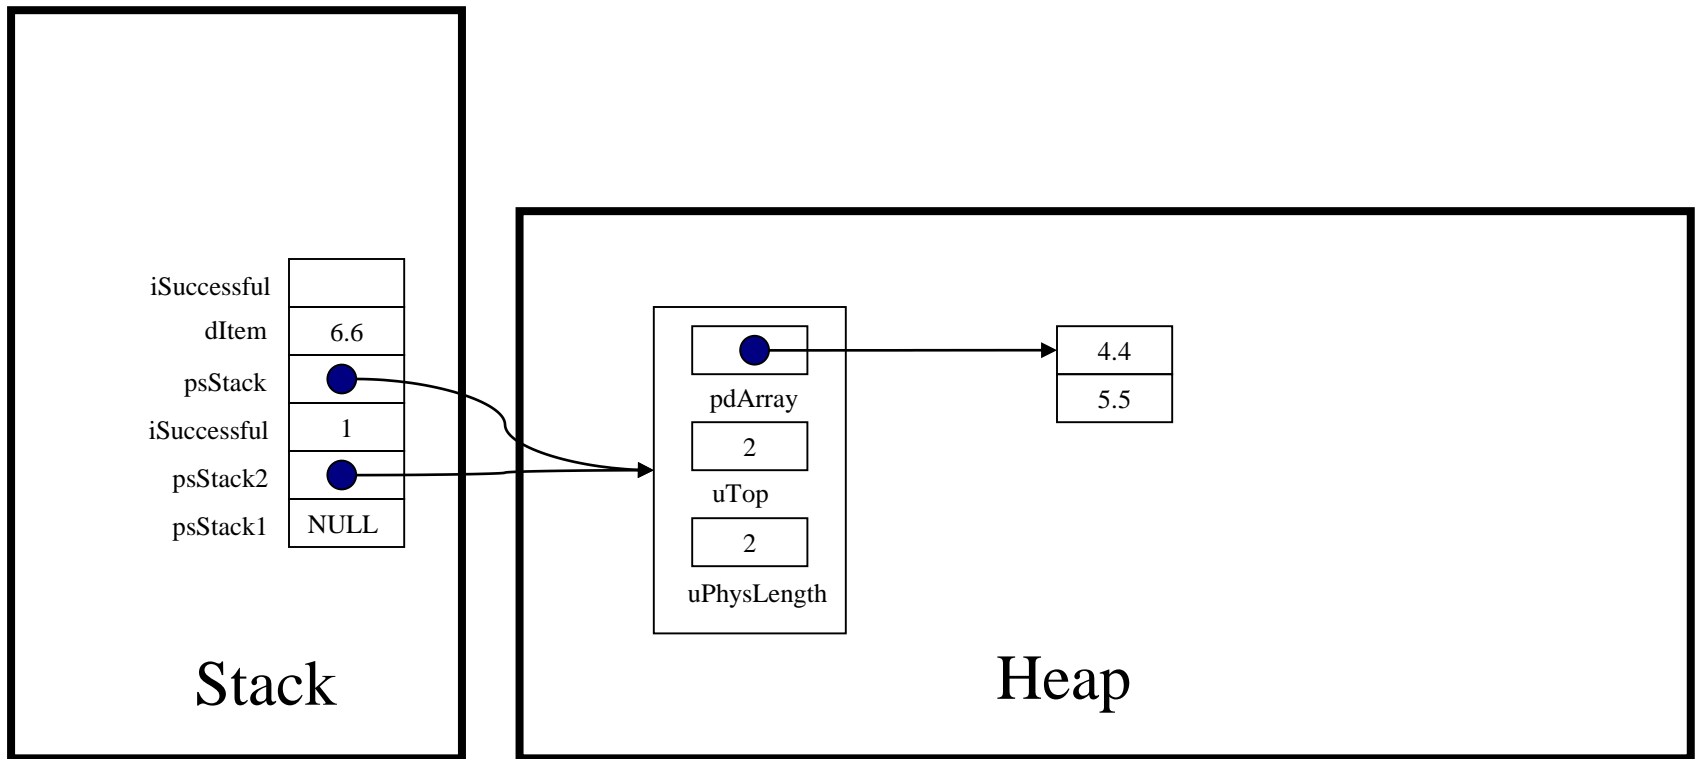 iSuccessful
dItem 6.6
psStack
iSuccessful 1
psStack2
psStack1 NULL
Stack
pdArray
2
uTop
2
uPhysLength
4.4
5.5
Heap